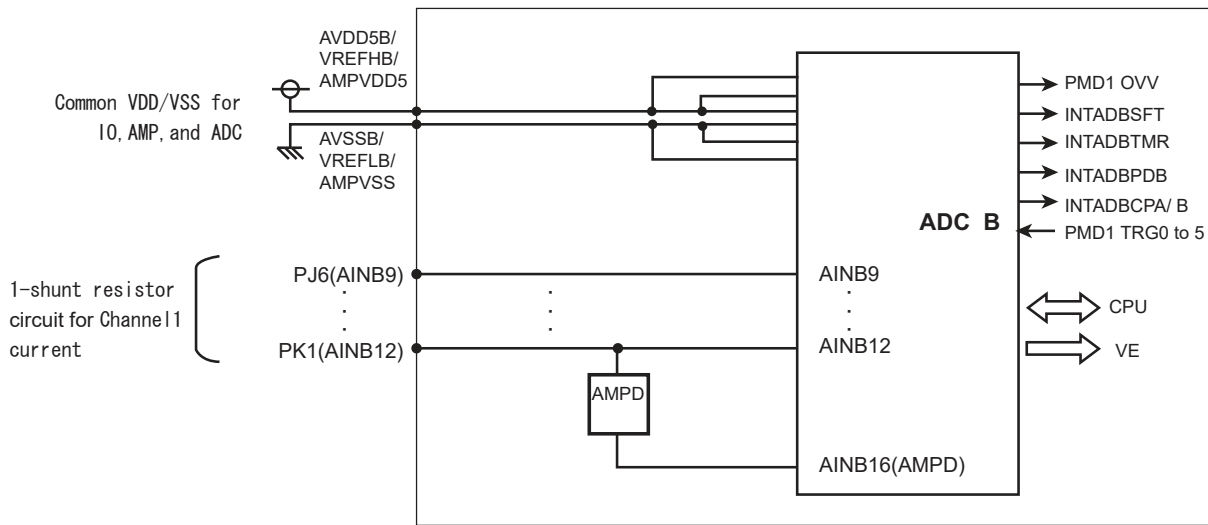 AVDD5B/
VREFHB/
AMPVDD5
Common VDD/VSS for
IO, AMP, and ADC
AVSSB/
VREFLB/
AMPVSS
PMD1 OVV
INTADBSFT
INTADBTMR
INTADBPDB
INTADBCPA/ B
PMD1 TRG0 to 5
ADC B
1-shunt resistor
circuit for Channel1
current
PJ6(AINB9)
PK1(AINB12)
AINB9
AINB12
AMPD
AINB16(AMPD)
CPU
VE